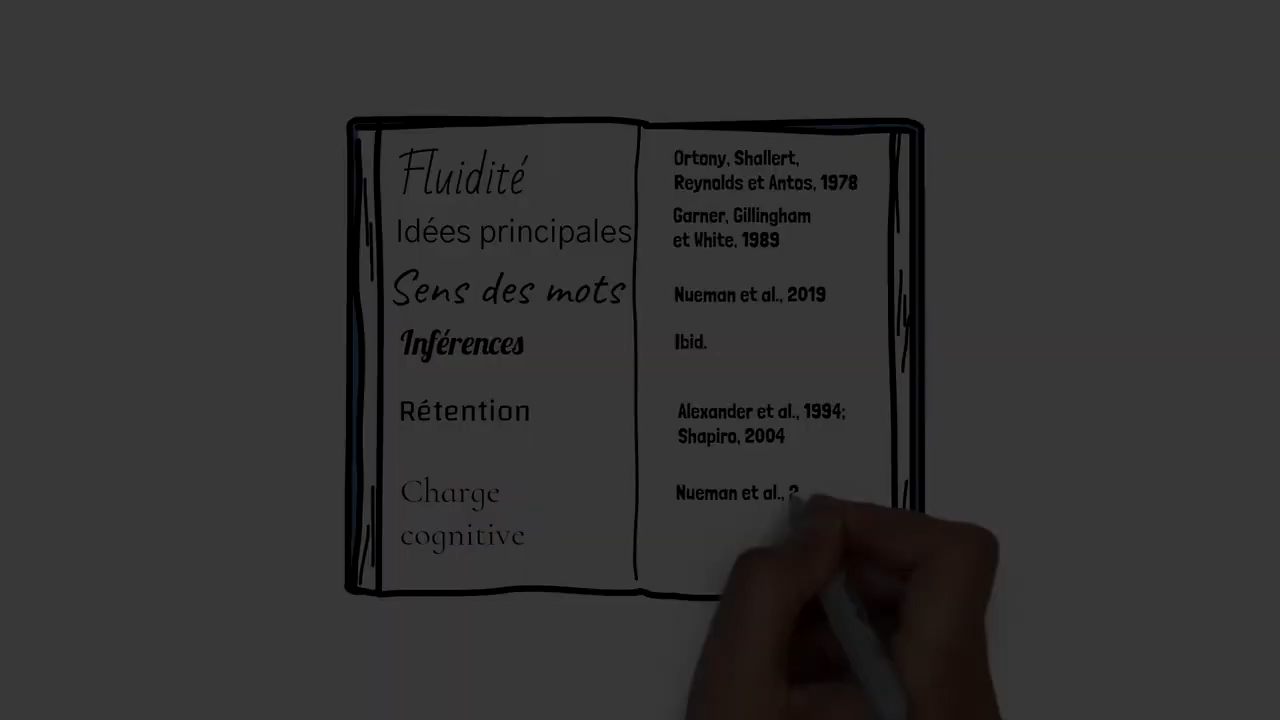 Fluidité
Ortony, Shallert,
Reynolds et Antos, 1978
Idées principales
Garner, Gillingham
et White, 1989
Sens des mots
Nueman et al., 2019
Inférences
Ibid.
Rétention
Alexander et al., 1994;
Shapiro, 2004
Charge
cognitive
Nueman et al.,